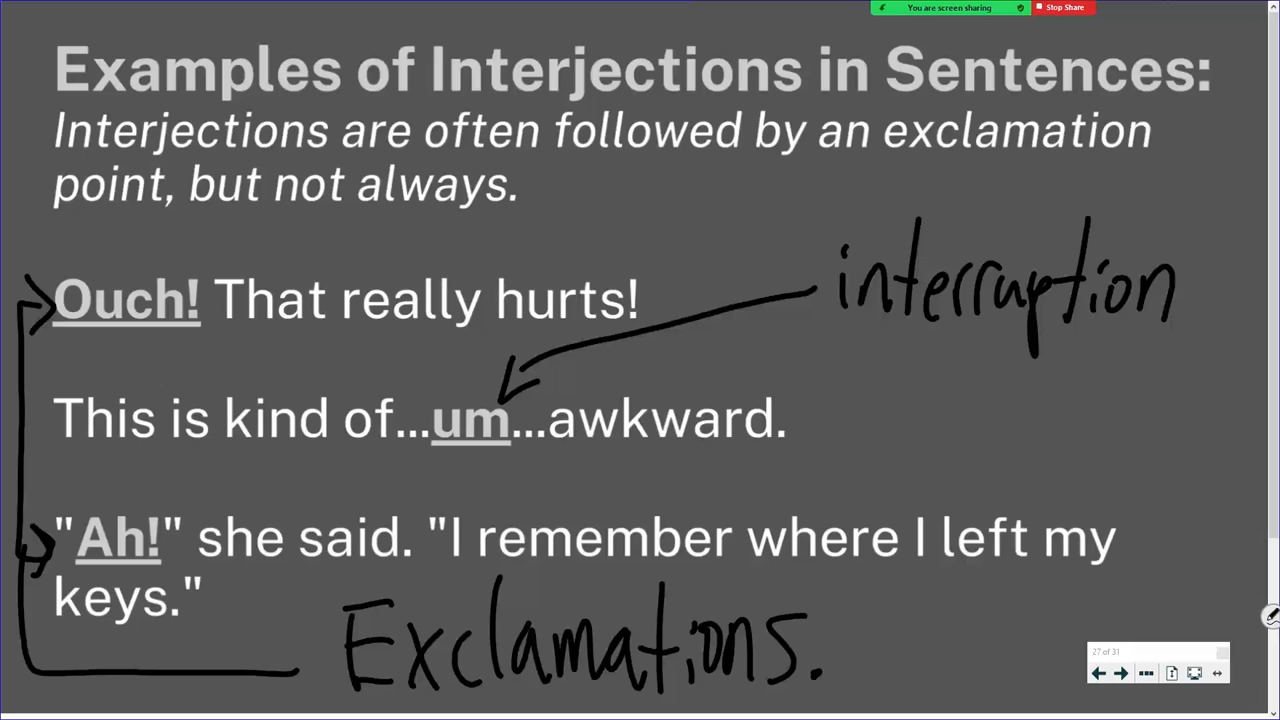 You are screen sharing
Stop Share
Examples of Interjections in Sentences:
Interjections are often followed by an exclamation
point, but not always.
interruption
Ouch! That really hurts!
This is kind of...um...awkward.
"Ah!" she said. "I remember where I left my
keys."
Exclamations.
27 of 31